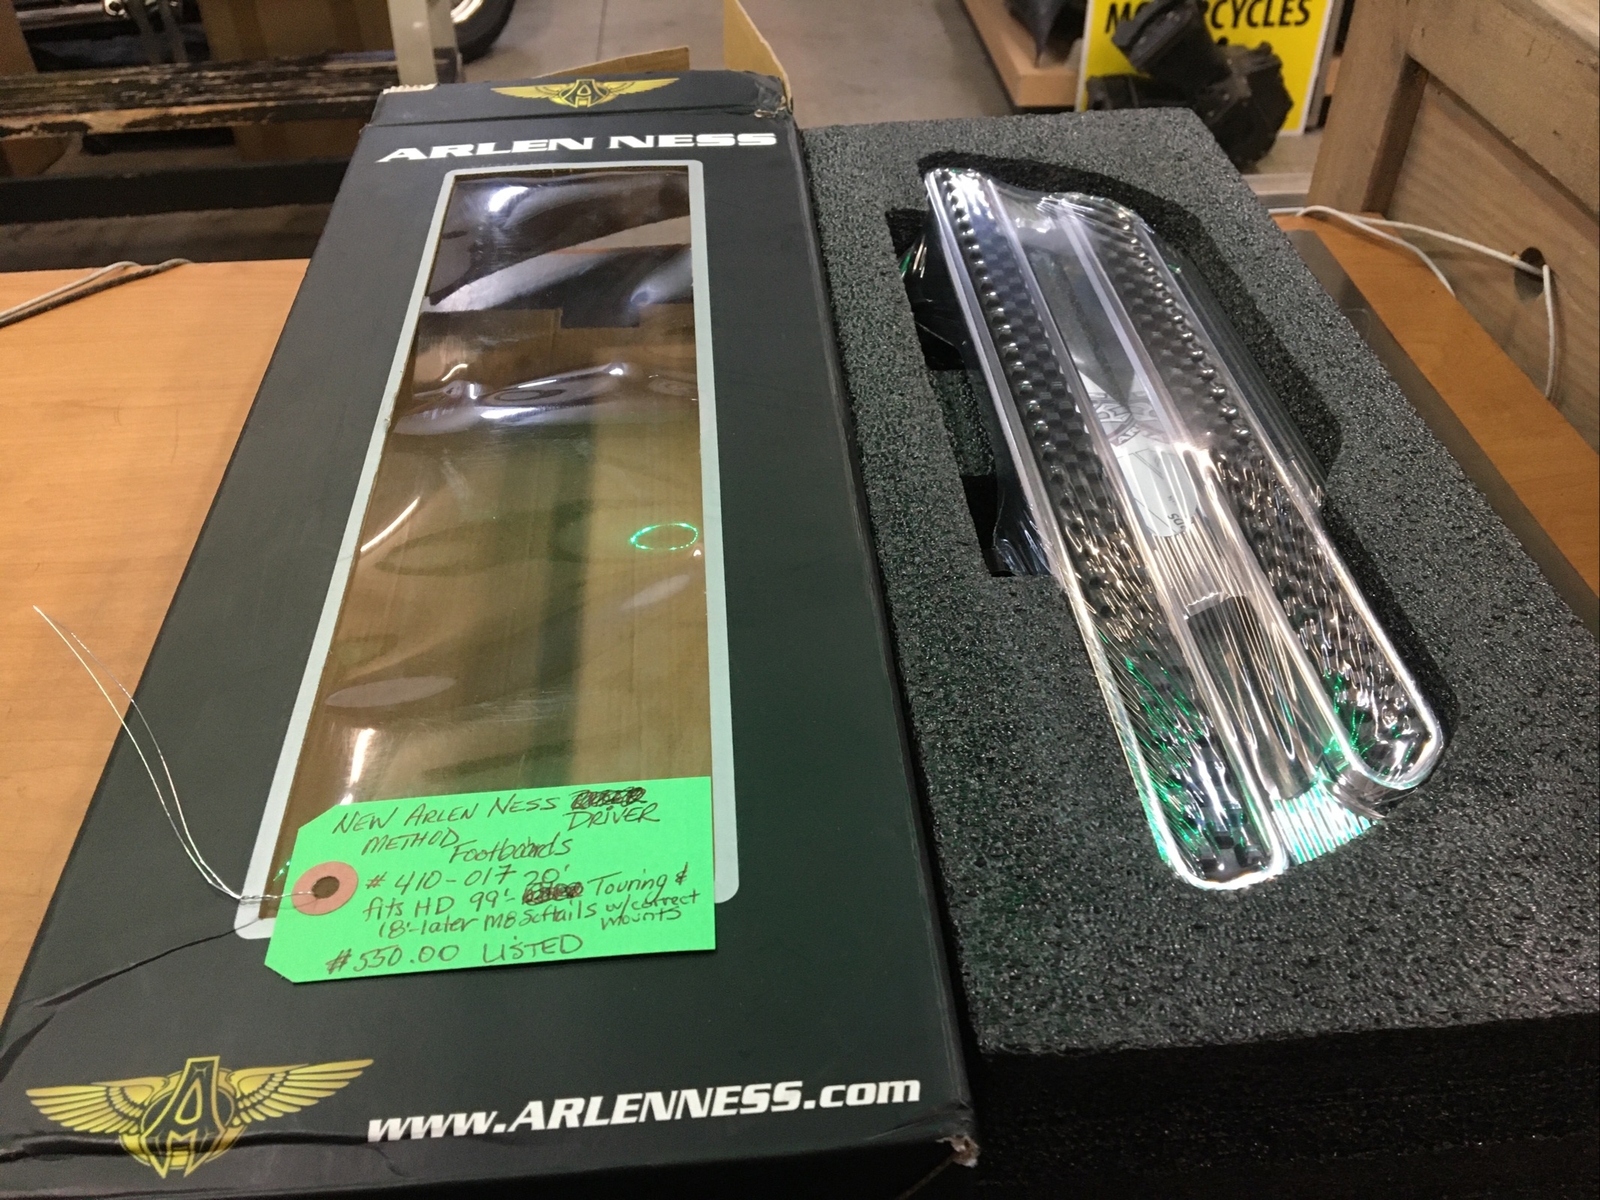 MOTORCYCLES
ARLEN NESS
NEW ARLEN NESS DRIVER
METHOD Footboards
# 410-017 20'
fits HD 99'- Touring &
18'-later M8 Softails w/correct mounts
#550.00 LISTED
www.ARLENNESS.com